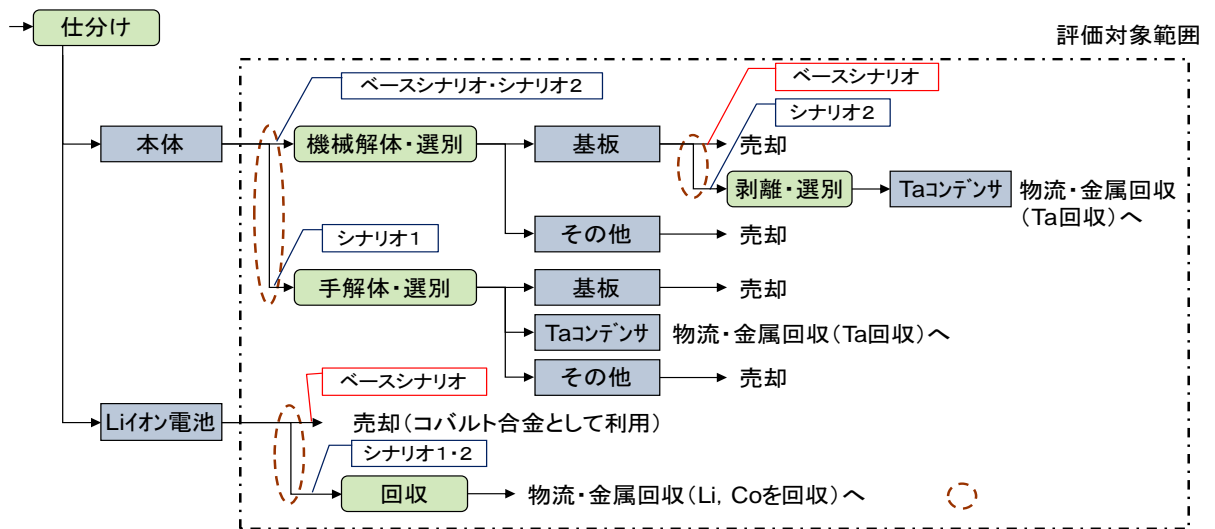 仕分け
評価対象範囲
ベースシナリオ・シナリオ2
ベースシナリオ
シナリオ2
本体
機械解体・選別
基板
売却
剥離・選別
Taコンデンサ
物流・金属回収
(Ta回収)へ
その他
売却
シナリオ1
手解体・選別
基板
売却
Taコンデンサ
物流・金属回収(Ta回収)へ
その他
売却
ベースシナリオ
Liイオン電池
売却(コバルト合金として利用)
シナリオ1・2
回収
物流・金属回収(Li, Coを回収)へ